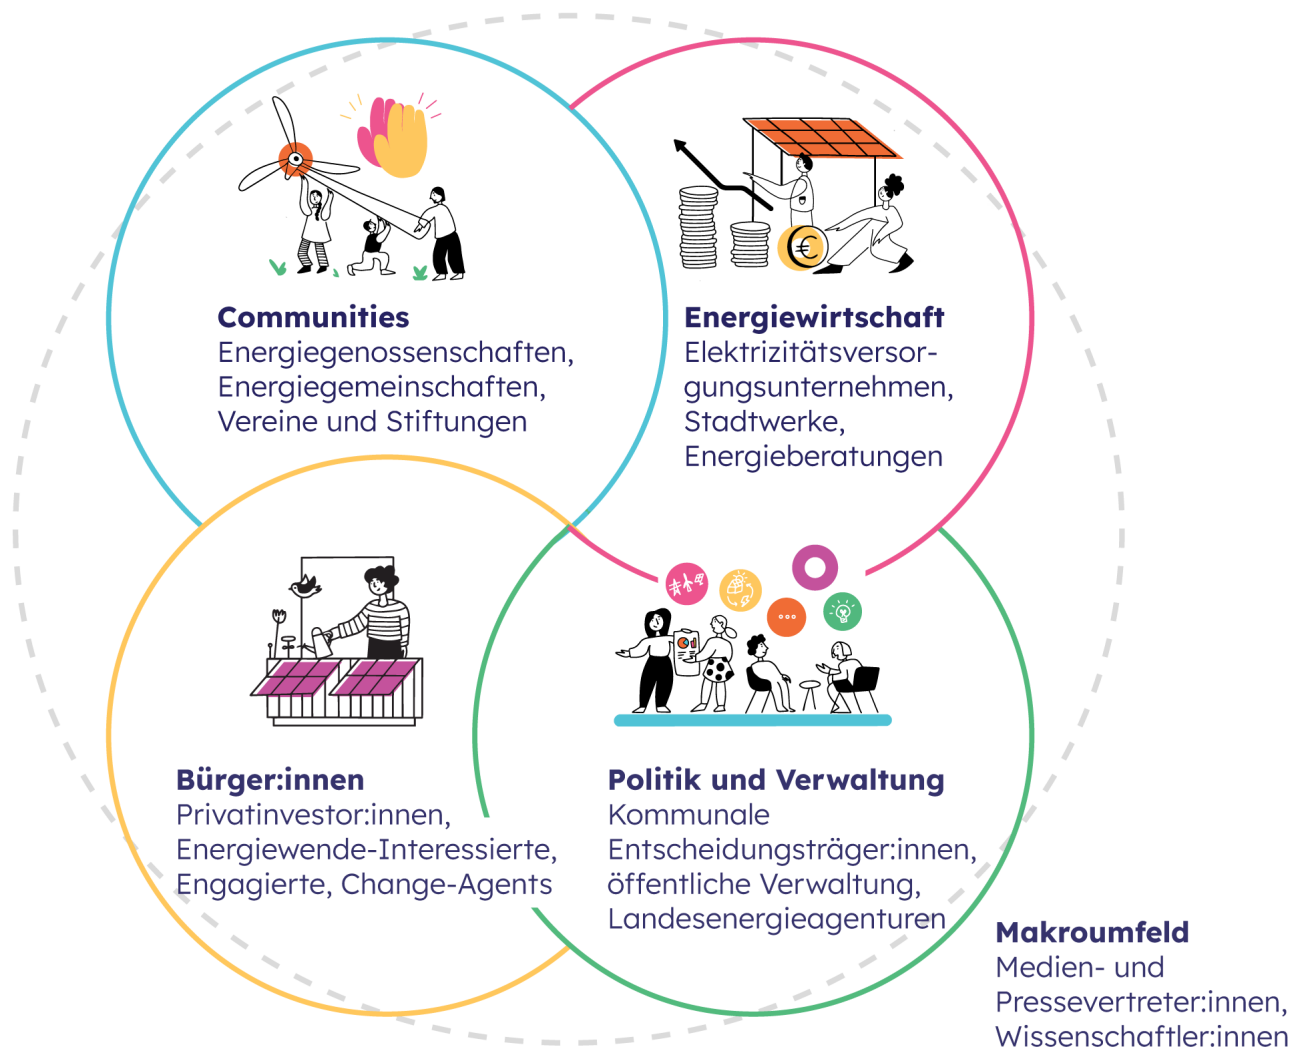 Communities
Energiegenossenschaften,
Energiegemeinschaften,
Vereine und Stiftungen
€
Energiewirtschaft
Elektrizitätsversor-
gungsunternehmen,
Stadtwerke,
Energieberatungen
Bürger:innen
Privatinvestor:innen,
Energiewende-Interessierte,
Engagierte, Change-Agents
Politik und Verwaltung
Kommunale
Entscheidungsträger:innen,
öffentliche Verwaltung,
Landesenergieagenturen
Makroumfeld
Medien- und
Pressevertreter:innen,
Wissenschaftler:innen